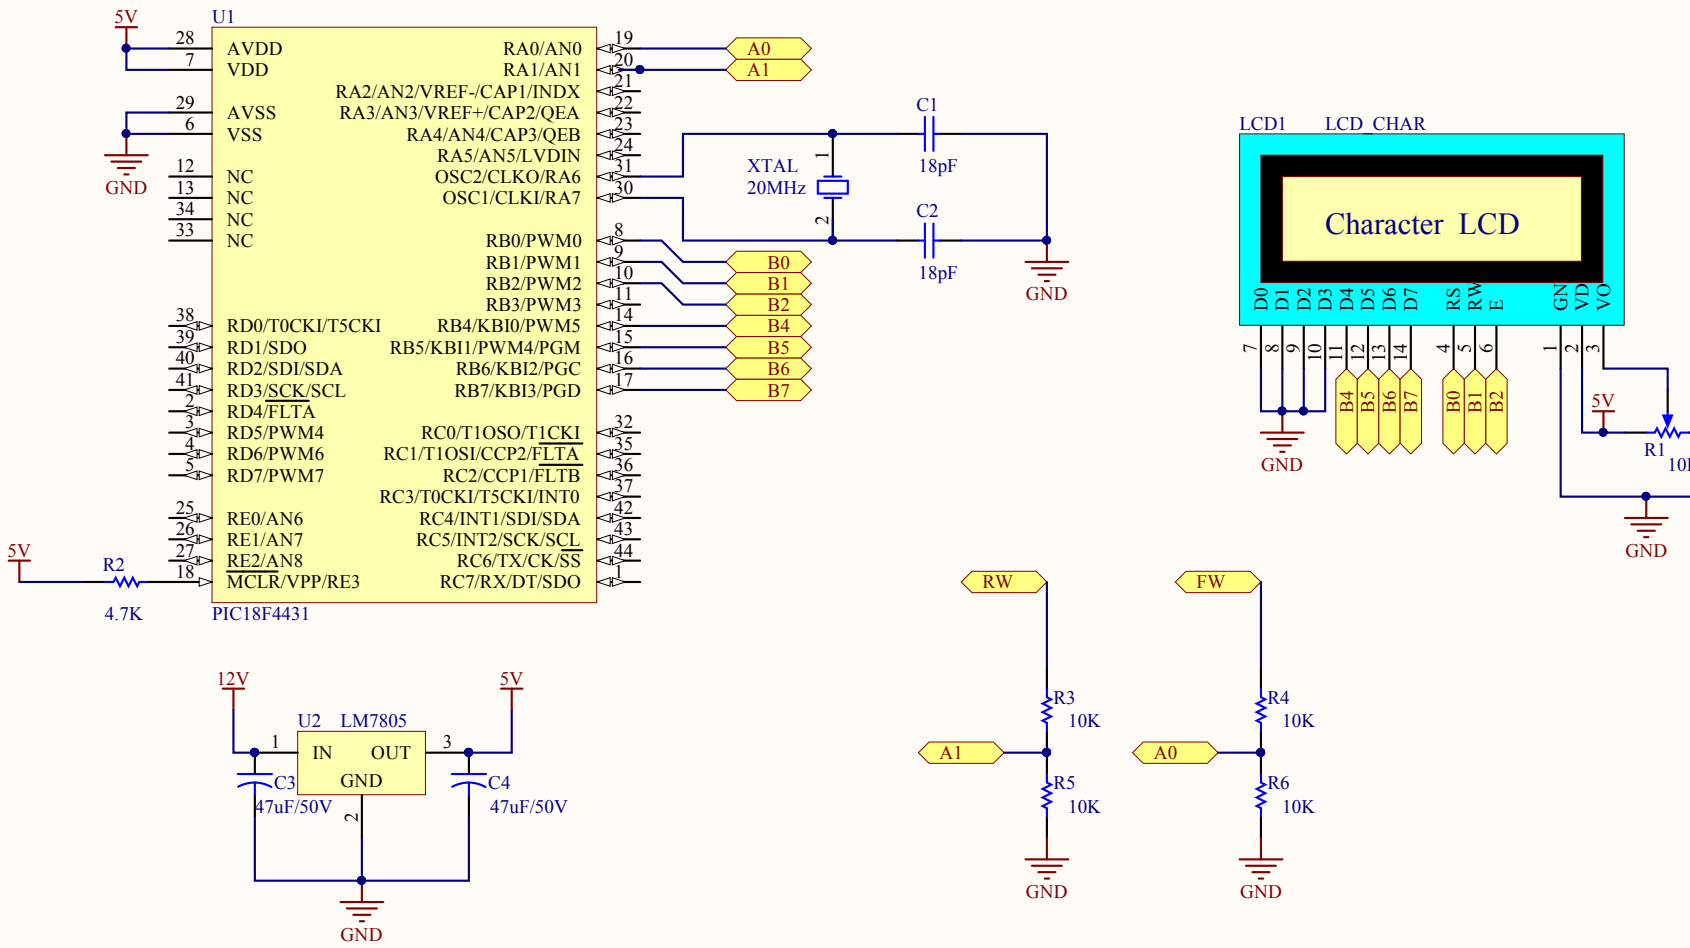 5V
U1
28 AVDD
7 VDD
29 AVSS
6 VSS
GND
12 NC
13 NC
34 NC
33 NC
38 RD0/T0CKI/T5CKI
39 RD1/SDO
40 RD2/SDI/SDA
41 RD3/SCK/SCL
2 RD4/FLTA
3 RD5/PWM4
4 RD6/PWM6
5 RD7/PWM7
25 RE0/AN6
26 RE1/AN7
27 RE2/AN8
18 MCLR/VPP/RE3
5V
R2
4.7K
PIC18F4431
RA0/AN0 19 A0
RA1/AN1 20 A1
RA2/AN2/VREF-/CAP1/INDX 21
RA3/AN3/VREF+/CAP2/QEA 22
RA4/AN4/CAP3/QEB 23
RA5/AN5/LVDIN 24
OSC2/CLKO/RA6 31
OSC1/CLKI/RA7 30
RB0/PWM0 8 B0
RB1/PWM1 9 B1
RB2/PWM2 10 B2
RB3/PWM3 11
RB4/KBI0/PWM5 14 B4
RB5/KBI1/PWM4/PGM 15 B5
RB6/KBI2/PGC 16 B6
RB7/KBI3/PGD 17 B7
RC0/T1OSO/T1CKI 32
RC1/T1OSI/CCP2/FLTA 35
RC2/CCP1/FLTB 36
RC3/T0CKI/T5CKI/INT0 37
RC4/INT1/SDI/SDA 42
RC5/INT2/SCK/SCL 43
RC6/TX/CK/SS 44
RC7/RX/DT/SDO 1
XTAL
20MHz
1
2
C1
18pF
C2
18pF
GND
LCD1 LCD_CHAR
Character LCD
D0 D1 D2 D3 D4 D5 D6 D7 RS RW E GN VD VO
7 8 9 10 11 12 13 14 4 5 6 1 2 3
B4 B5 B6 B7 B0 B1 B2
GND
5V
R1
GND
12V
5V
U2 LM7805
1 IN OUT 3
GND
2
C3
47uF/50V
C4
47uF/50V
GND
RW
R3
10K
A1
R5
10K
GND
FW
R4
10K
A0
R6
10K
GND